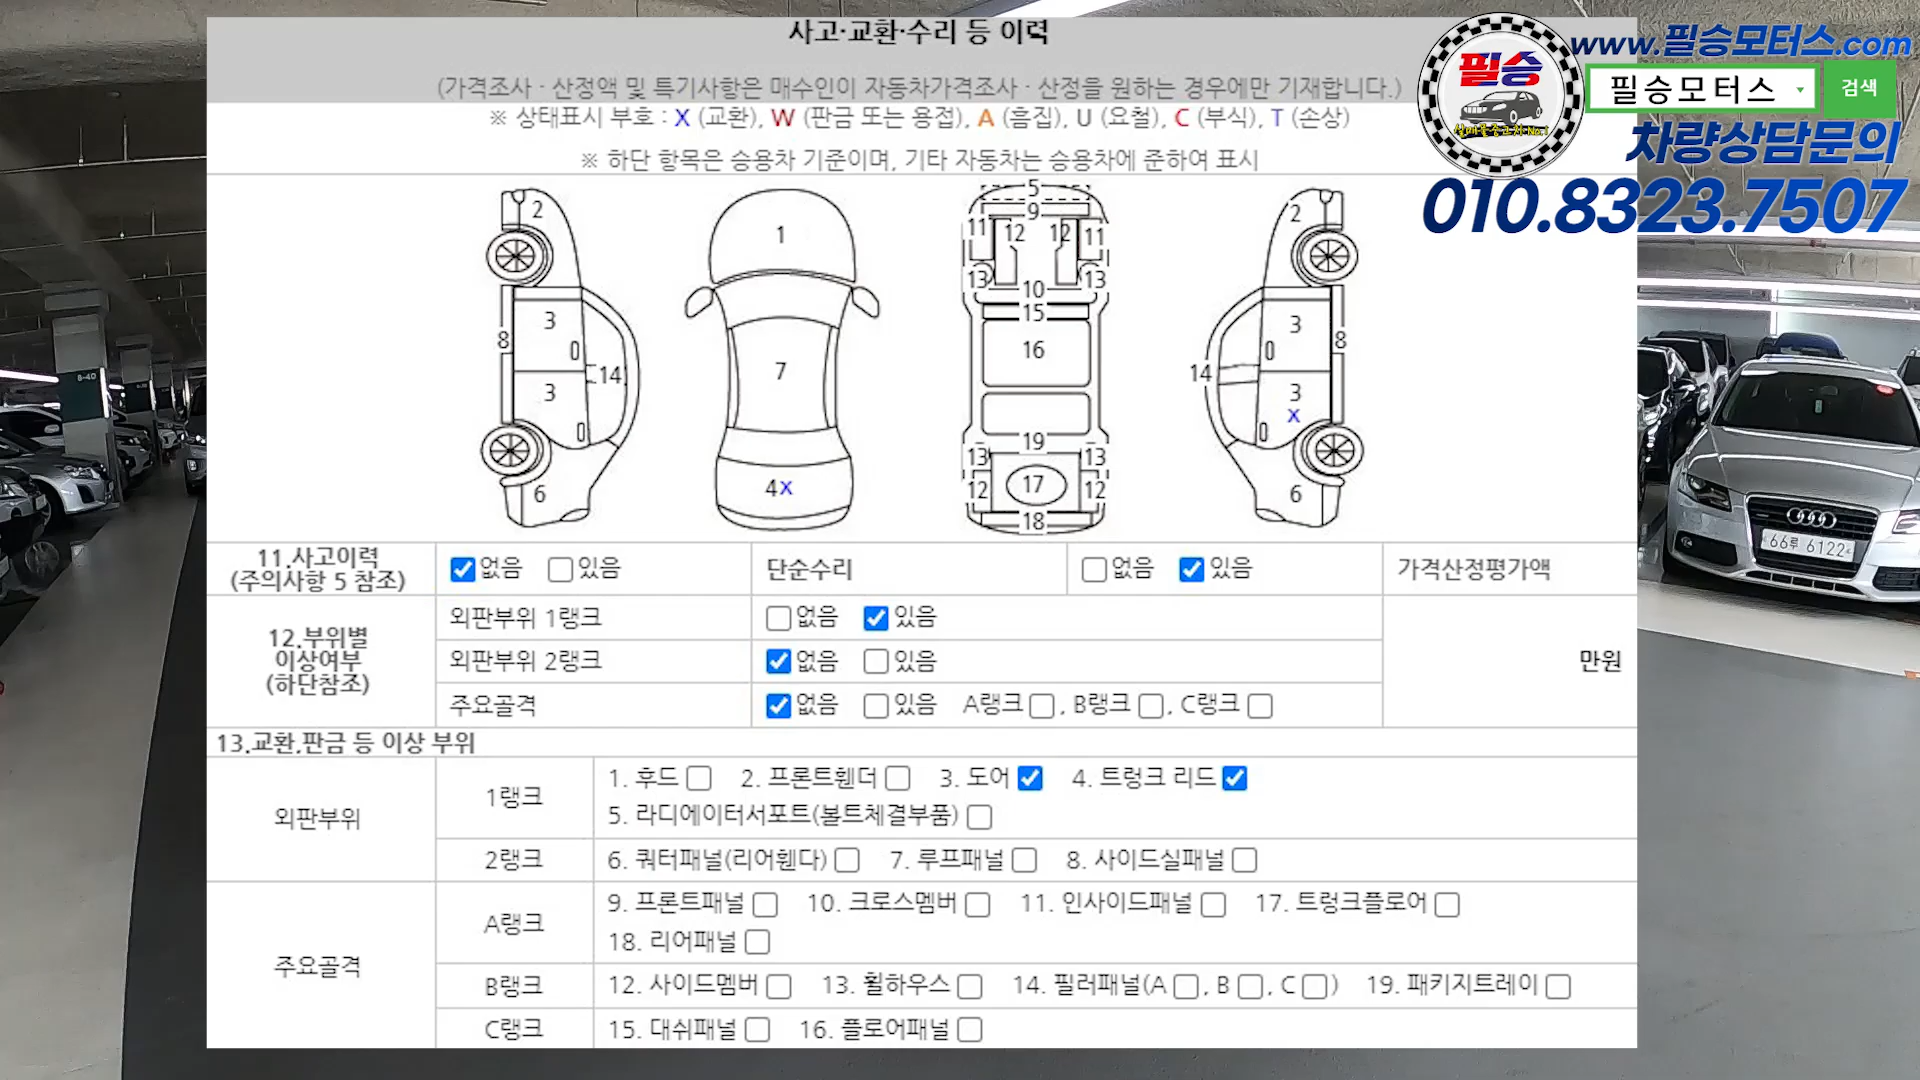 사고·교환·수리 등 이력
(가격조사 · 산정액 및 특기사항은 매수인이 자동차가격조사 · 산정을 원하는 경우에만 기재합니다.)
※ 상태표시 부호 : X (교환), W (판금 또는 용접), A (흠집), U (요철), C (부식), T (손상)
※ 하단 항목은 승용차 기준이며, 기타 자동차는 승용차에 준하여 표시
필승
실매물중고차 No.1
www.필승모터스.com
필승모터스
검색
차량상담문의
010.8323.7507
2
8
3
3
14
6
1
7
4X
5
9
11 12 12 11
13 13
10
15
16
19
13 13
12 17 12
18
2
3
8
14
3
X
6
B-40
66루 6122
11.사고이력
(주의사항 5 참조)
없음 있음
단순수리
없음 있음
가격산정평가액
12.부위별
이상여부
(하단참조)
외판부위 1랭크
없음 있음
외판부위 2랭크
없음 있음
주요골격
없음 있음 A랭크 , B랭크 , C랭크
만원
13.교환,판금 등 이상 부위
외판부위
1랭크
1. 후드 2. 프론트휀더 3. 도어 4. 트렁크 리드
5. 라디에이터서포트(볼트체결부품)
2랭크
6. 쿼터패널(리어휀다) 7. 루프패널 8. 사이드실패널
주요골격
A랭크
9. 프론트패널 10. 크로스멤버 11. 인사이드패널 17. 트렁크플로어
18. 리어패널
B랭크
12. 사이드멤버 13. 휠하우스 14. 필러패널(A , B , C ) 19. 패키지트레이
C랭크
15. 대쉬패널 16. 플로어패널